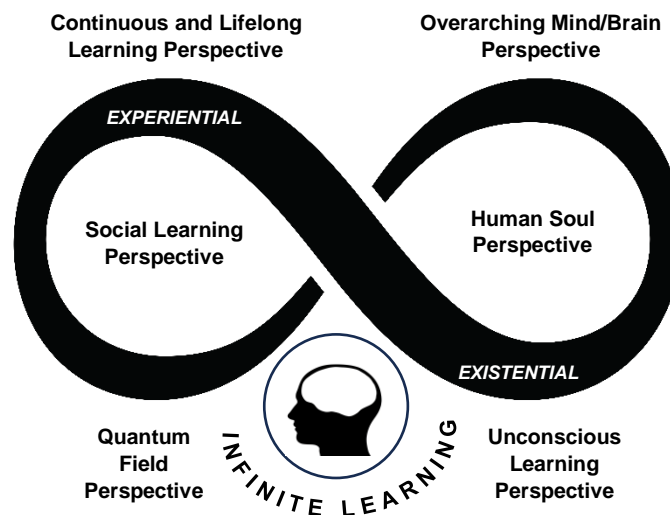 Continuous and Lifelong
Learning Perspective
Overarching Mind/Brain
Perspective
EXPERIENTIAL
Social Learning
Perspective
Human Soul
Perspective
EXISTENTIAL
Quantum
Field
Perspective
INFINITE LEARNING
Unconscious
Learning
Perspective